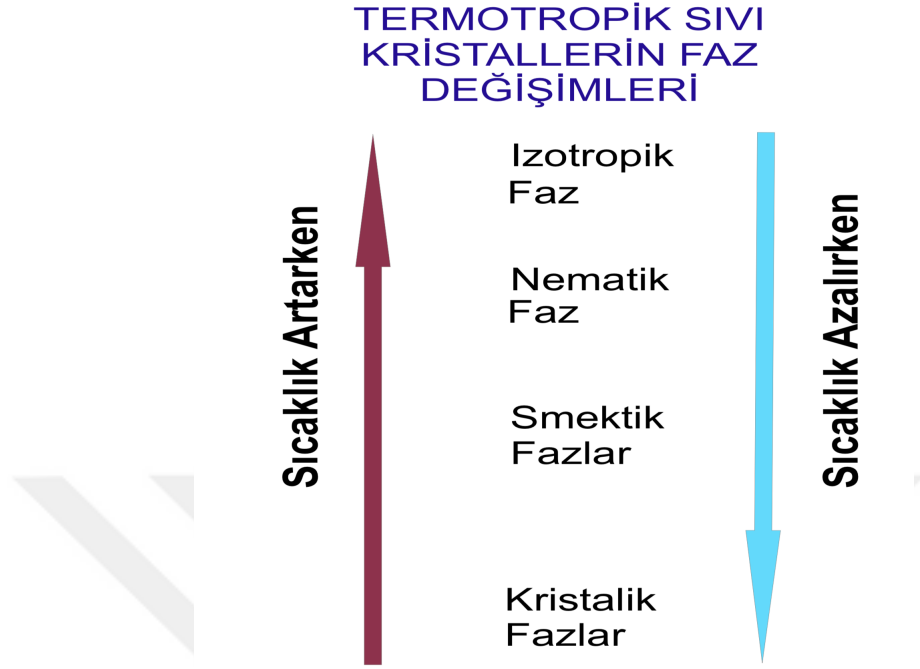 TERMOTROPİK SIVI
KRİSTALLERİN FAZ
DEĞİŞİMLERİ
Sıcaklık Artarken
Izotropik
Faz
Nematik
Faz
Smektik
Fazlar
Kristalik
Fazlar
Sıcaklık Azalırken